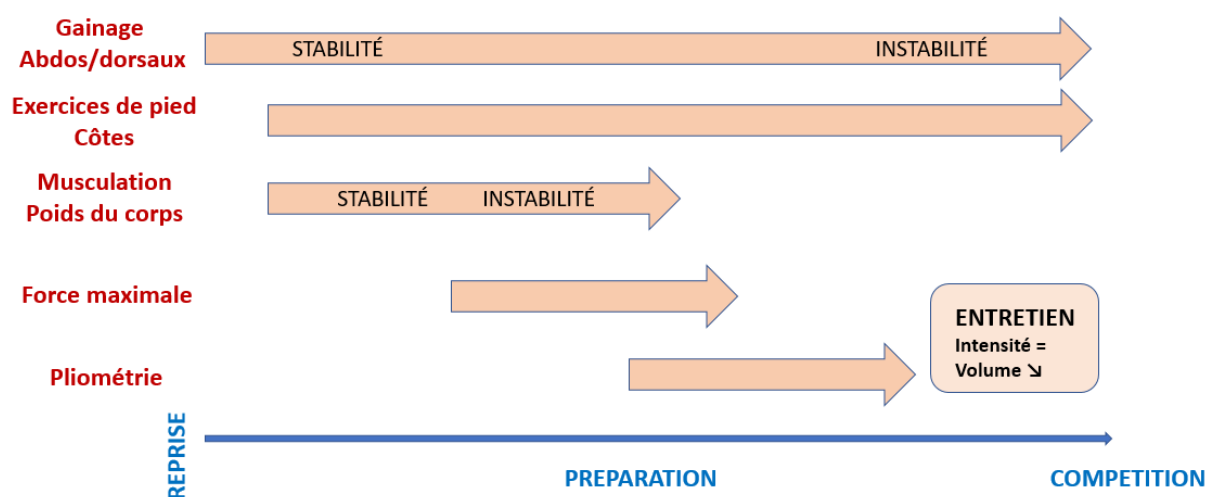 Gainage
Abdos/dorsaux
STABILITÉ
INSTABILITÉ
Exercices de pied
Côtes
Musculation
Poids du corps
STABILITÉ
INSTABILITÉ
Force maximale
ENTRETIEN
Intensité =
Volume ↘
Pliométrie
REPRISE
PREPARATION
COMPETITION